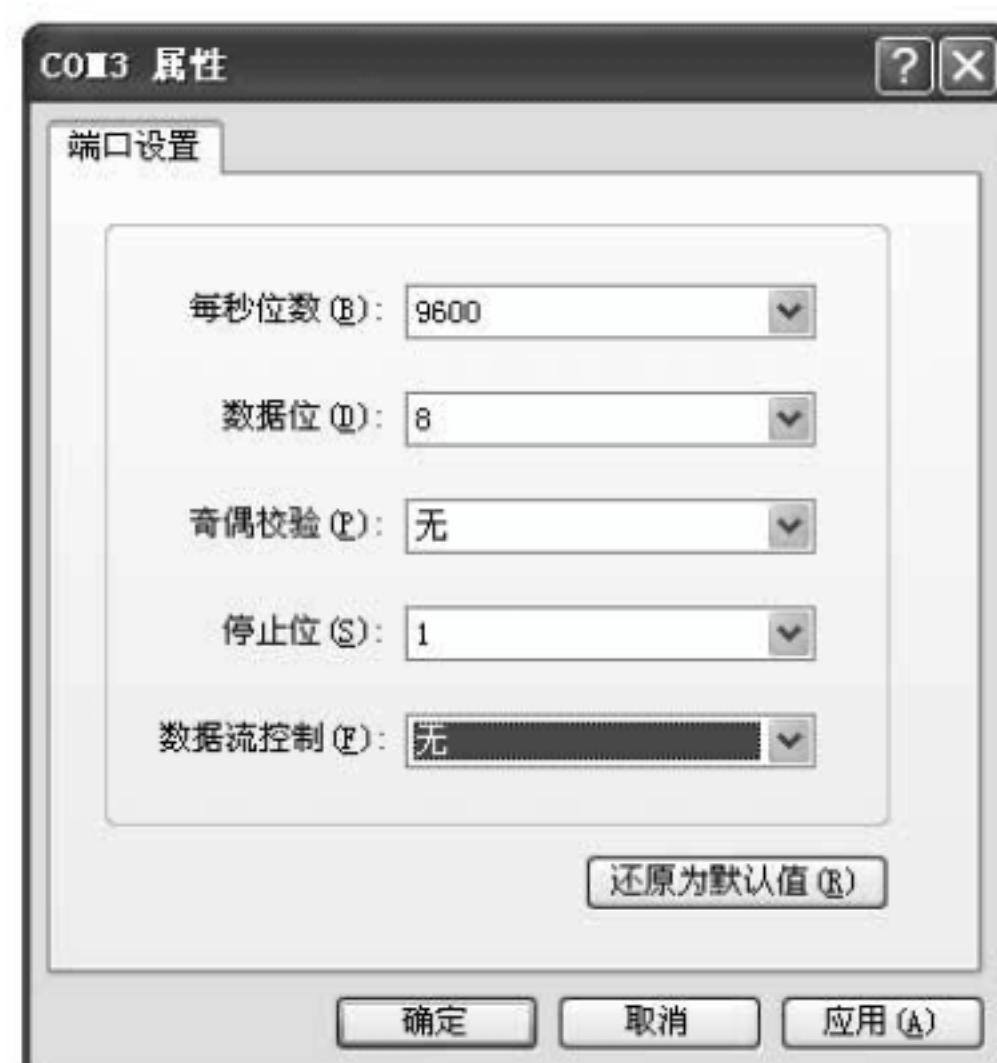 COM3 属性
端口设置
每秒位数(B): 9600
数据位(D): 8
奇偶校验(P): 无
停止位(S): 1
数据流控制(F): 无
还原为默认值(R)
确定 取消 应用(A)